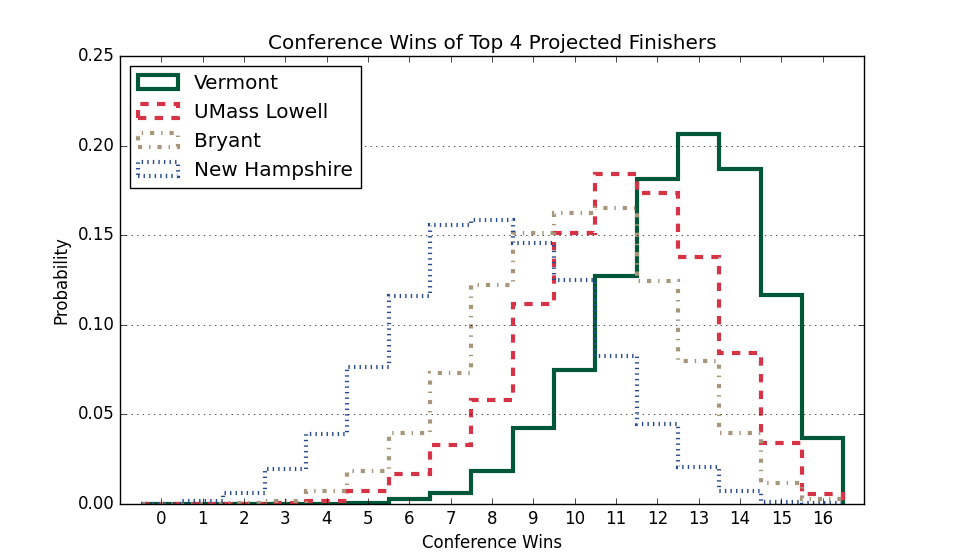 Conference Wins of Top 4 Projected Finishers
Vermont
UMass Lowell
Bryant
New Hampshire
Probability
0.25
0.20
0.15
0.10
0.05
0.00
0 1 2 3 4 5 6 7 8 9 10 11 12 13 14 15 16
Conference Wins